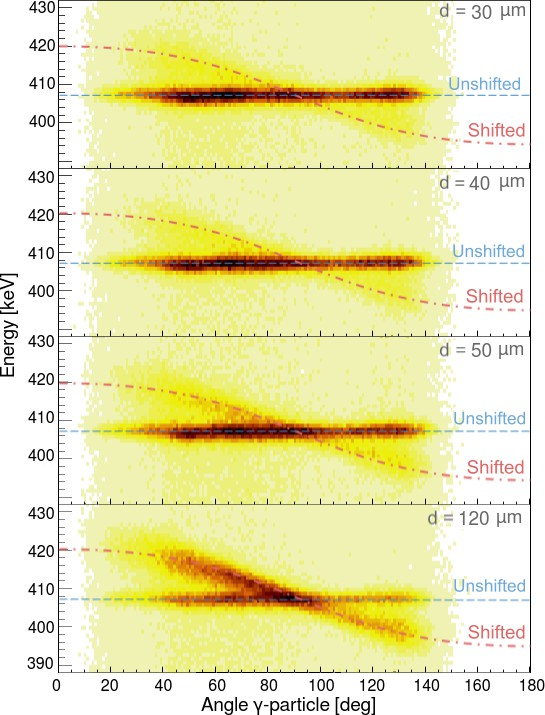 430
420
410
400
d = 30 μm
Unshifted
Shifted
430
420
410
400
d = 40 μm
Unshifted
Shifted
Energy [keV]
430
420
410
400
d = 50 μm
Unshifted
Shifted
430
420
410
400
390
d = 120 μm
Unshifted
Shifted
0 20 40 60 80 100 120 140 160 180
Angle γ-particle [deg]